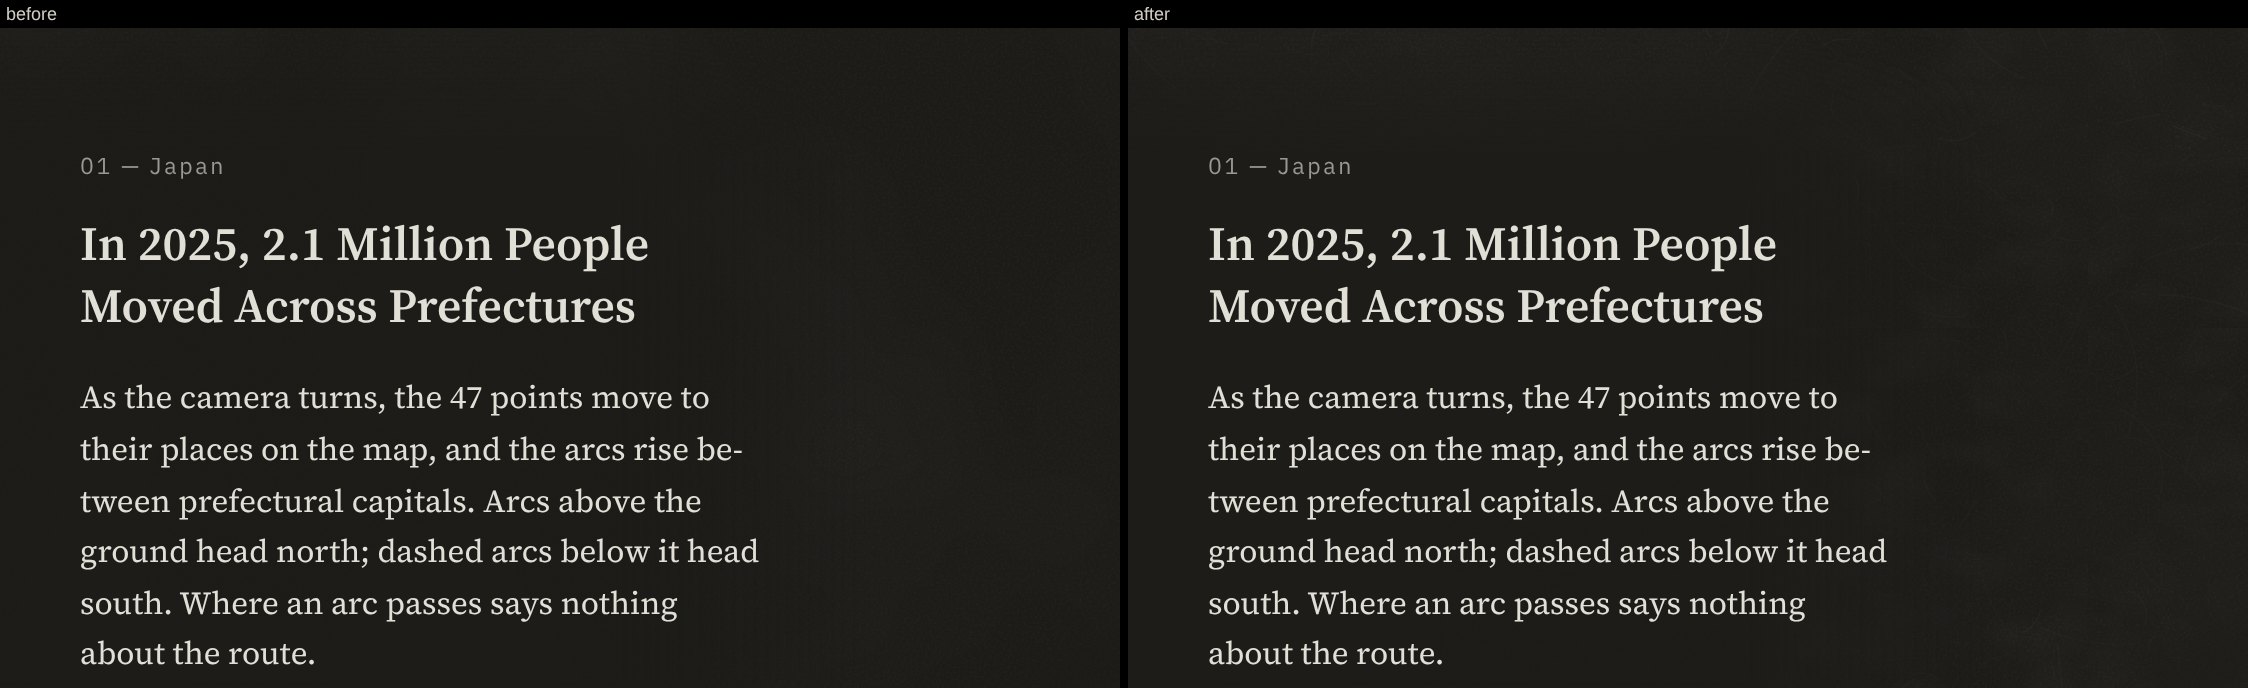 before
01 — Japan
In 2025, 2.1 Million People
Moved Across Prefectures
As the camera turns, the 47 points move to
their places on the map, and the arcs rise be-
tween prefectural capitals. Arcs above the
ground head north; dashed arcs below it head
south. Where an arc passes says nothing
about the route.
after
01 — Japan
In 2025, 2.1 Million People
Moved Across Prefectures
As the camera turns, the 47 points move to
their places on the map, and the arcs rise be-
tween prefectural capitals. Arcs above the
ground head north; dashed arcs below it head
south. Where an arc passes says nothing
about the route.